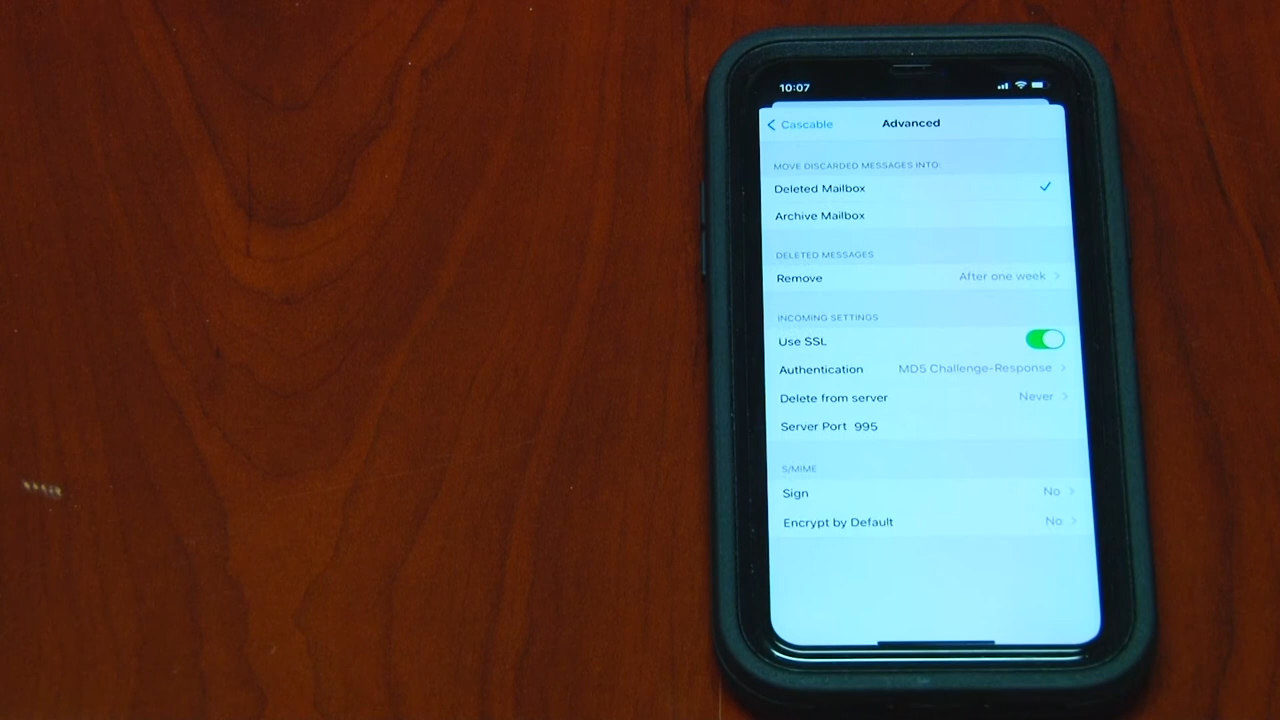 10:07
Cascable Advanced
MOVE DISCARDED MESSAGES INTO:
Deleted Mailbox
Archive Mailbox
DELETED MESSAGES
Remove After one week
INCOMING SETTINGS
Use SSL
Authentication MD5 Challenge-Response
Delete from server Never
Server Port 995
S/MIME
Sign No
Encrypt by Default No